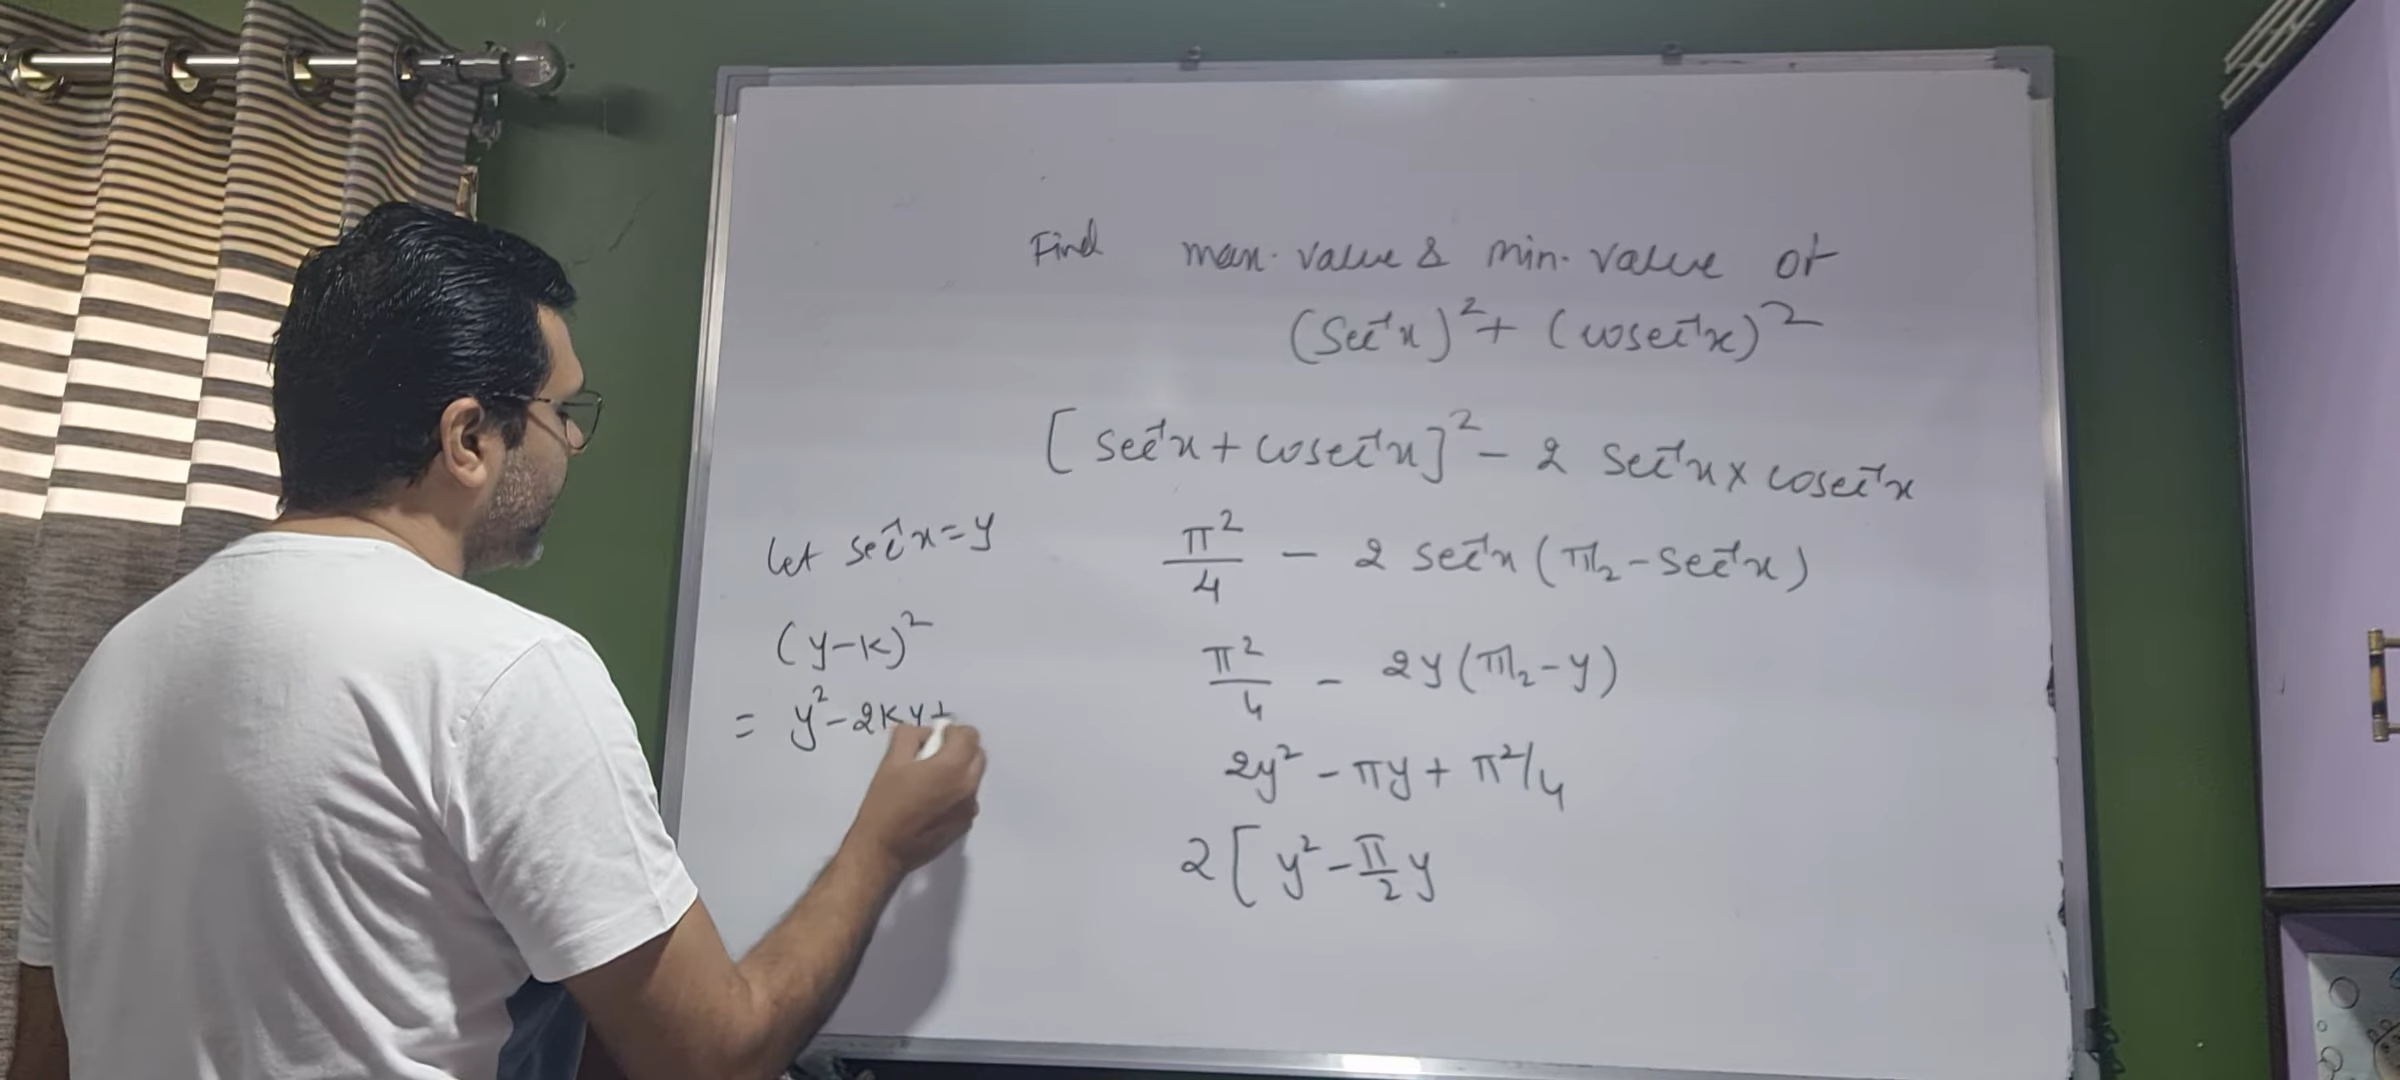 Find max. value & min. value of
(Sec⁻¹x)² + (cosec⁻¹x)²
[sec⁻¹x + cosec⁻¹x]² - 2 sec⁻¹x × cosec⁻¹x
π²/4 - 2 sec⁻¹x (π/2 - sec⁻¹x)
π²/4 - 2y (π/2 - y)
2y² - πy + π²/4
2 [ y² - π/2 y
let sec⁻¹x = y
(y-k)²
= y² - 2ky +